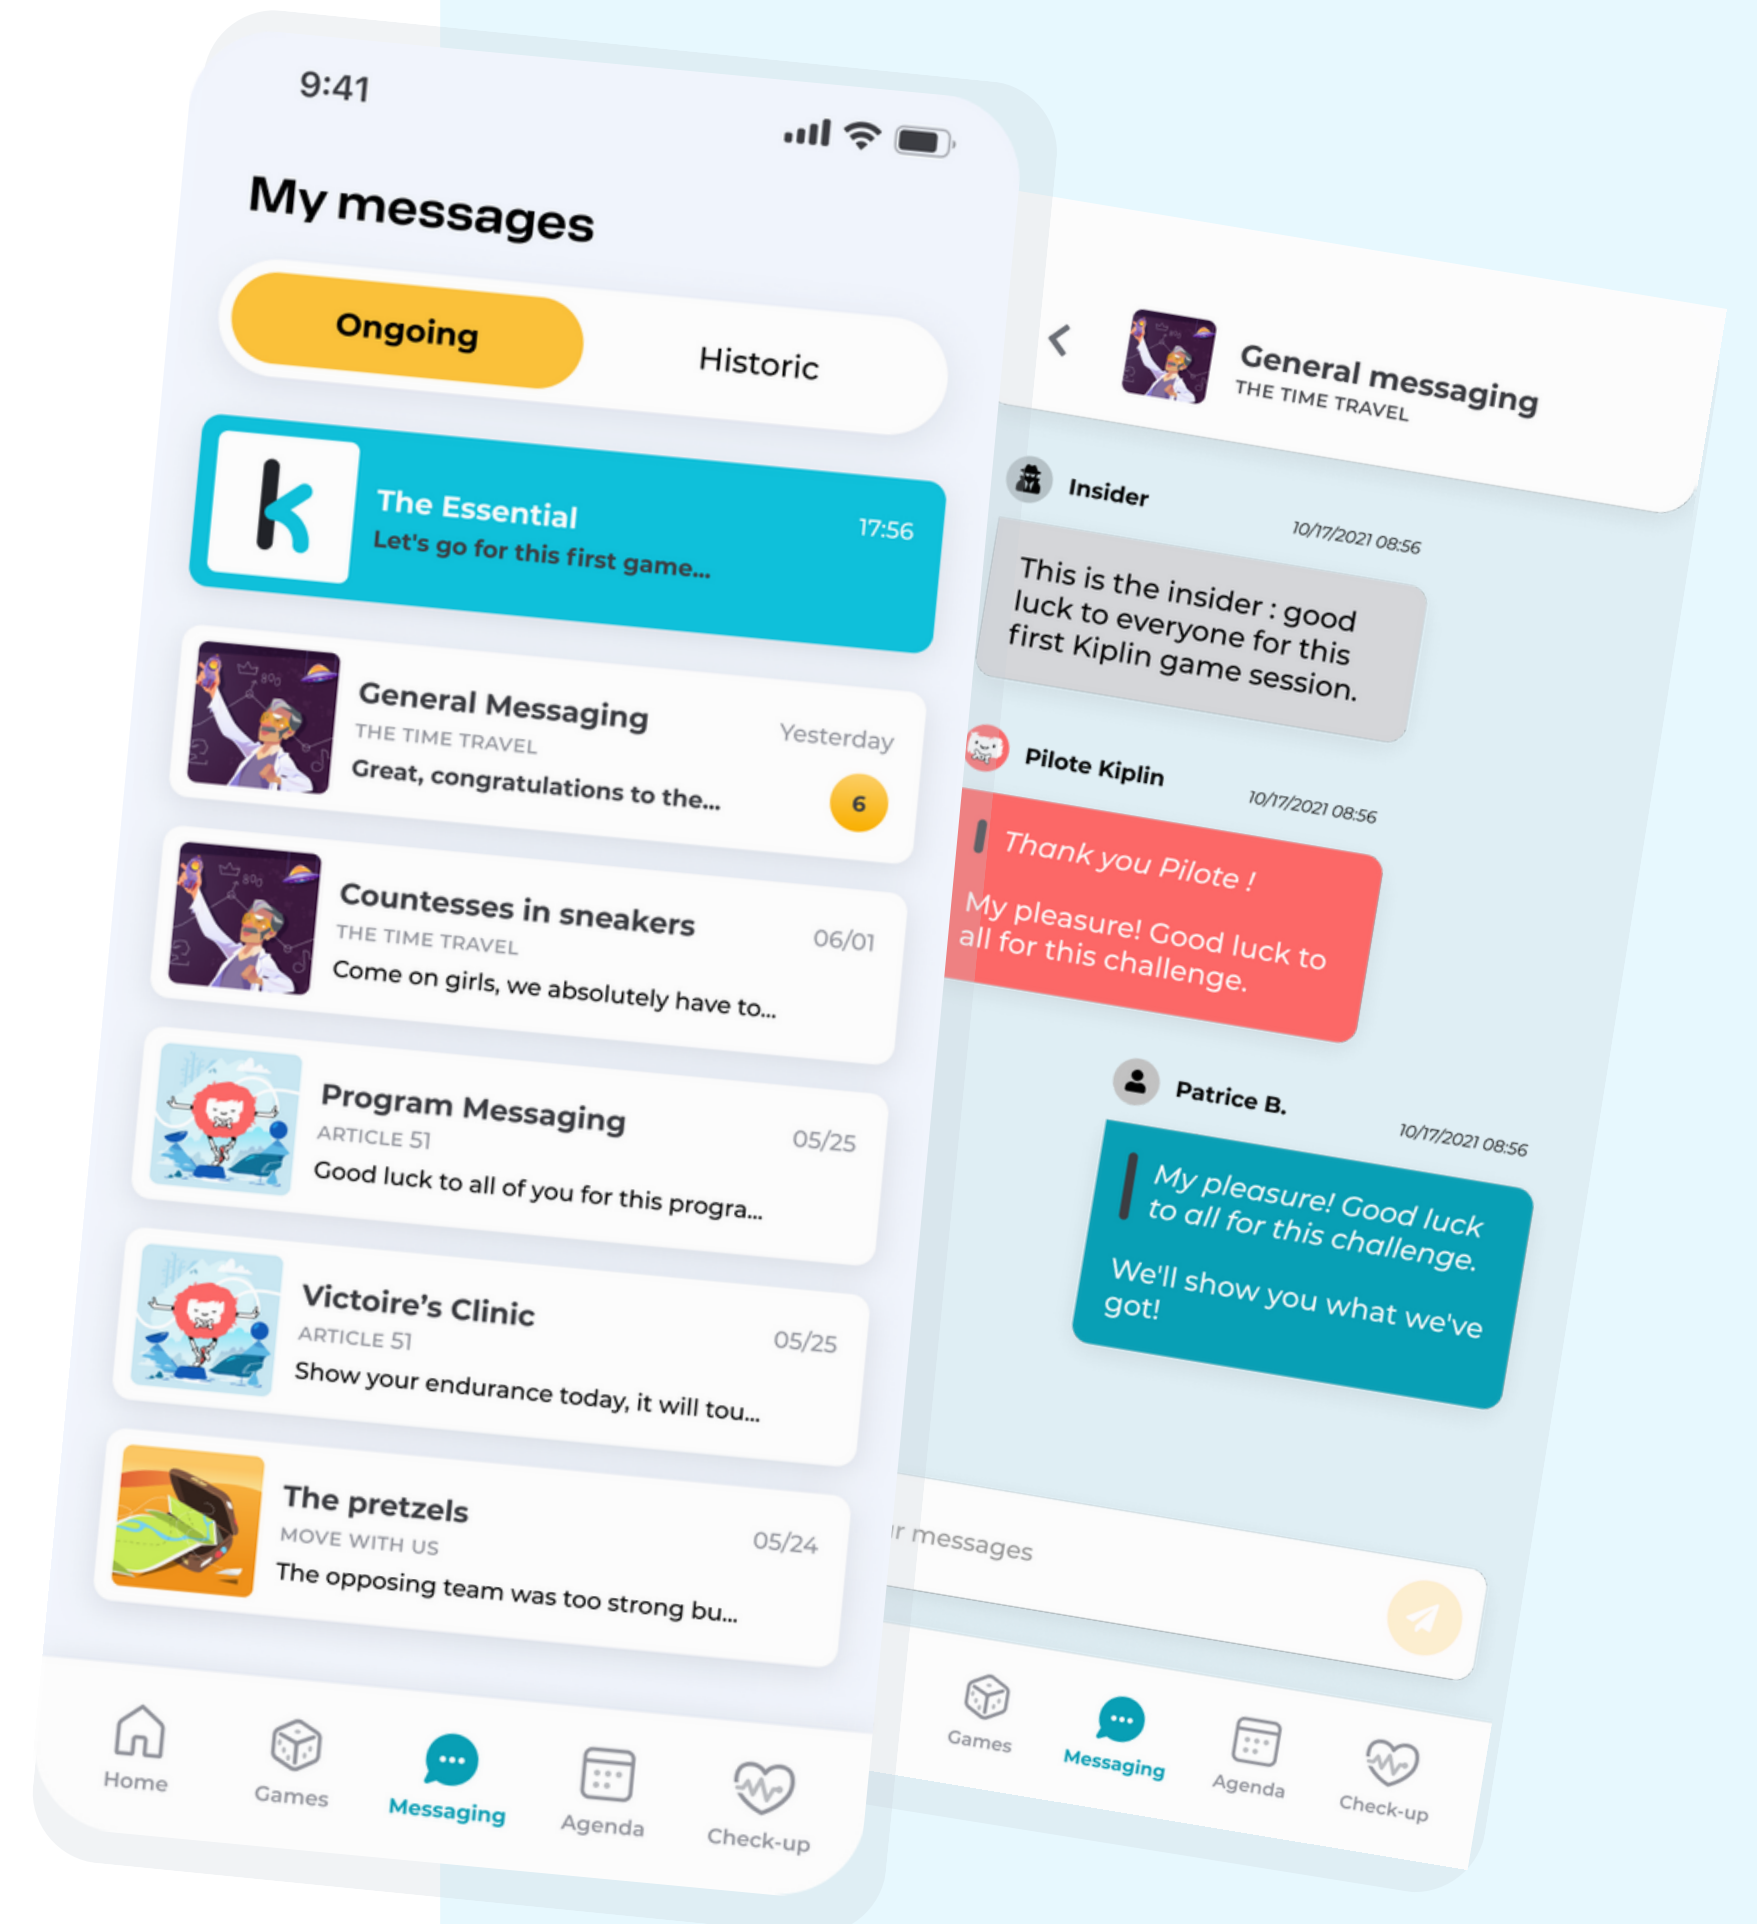 9:41
My messages
Ongoing
Historic
The Essential
17:56
Let's go for this first game...
General Messaging
Yesterday
THE TIME TRAVEL
Great, congratulations to the...
6
Countesses in sneakers
06/01
THE TIME TRAVEL
Come on girls, we absolutely have to...
Program Messaging
05/25
ARTICLE 51
Good luck to all of you for this progra...
Victoire’s Clinic
05/25
ARTICLE 51
Show your endurance today, it will tou...
The pretzels
05/24
MOVE WITH US
The opposing team was too strong bu...
Home
Games
Messaging
Agenda
Check-up
General messaging
THE TIME TRAVEL
Insider
10/17/2021 08:56
This is the insider : good
luck to everyone for this
first Kiplin game session.
Pilote Kiplin
10/17/2021 08:56
Thank you Pilote !
My pleasure! Good luck to
all for this challenge.
Patrice B.
10/17/2021 08:56
My pleasure! Good luck
to all for this challenge.
We'll show you what we've
got!
messages
Games
Messaging
Agenda
Check-up